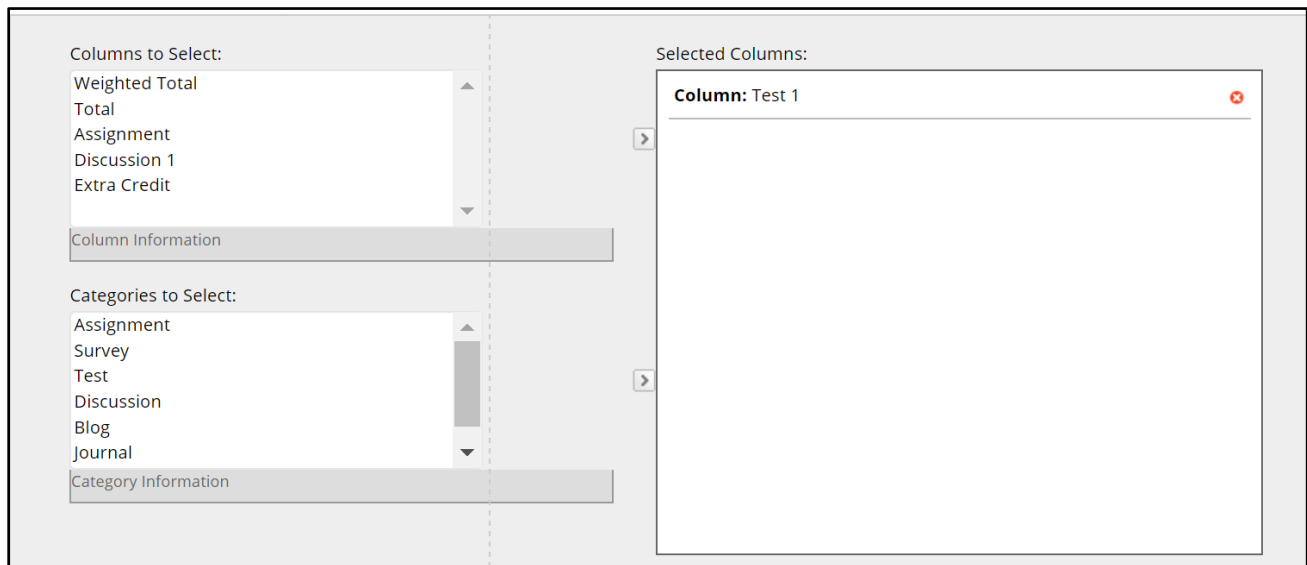 Columns to Select:
Weighted Total
Total
Assignment
Discussion 1
Extra Credit
Column Information
Categories to Select:
Assignment
Survey
Test
Discussion
Blog
Journal
Category Information
Selected Columns:
Column: Test 1